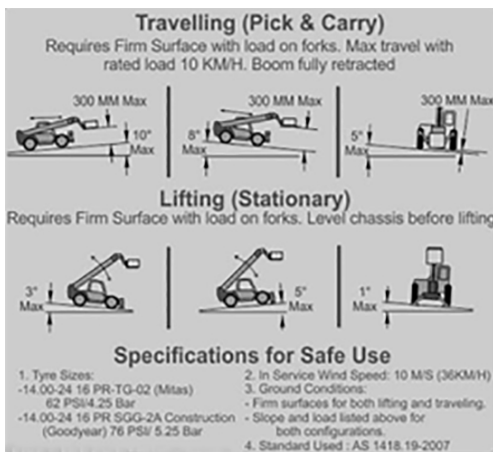 Travelling (Pick & Carry)
Requires Firm Surface with load on forks. Max travel with
rated load 10 KM/H. Boom fully retracted
300 MM Max
300 MM Max
300 MM Max
10"
Max
8"
Max
5"
Max
Lifting (Stationary)
Requires Firm Surface with load on forks. Level chassis before lifting
3"
Max
5"
Max
1"
Max
Specifications for Safe Use
1. Tyre Sizes:
-14.00-24 16 PR-TG-02 (Mitas)
62 PSI/4.25 Bar
-14.00-24 16 PR SGG-2A Construction
(Goodyear) 76 PSI/ 5.25 Bar
2. In Service Wind Speed: 10 M/S (36KM/H)
3. Ground Conditions:
- Firm surfaces for both lifting and traveling.
- Slope and load listed above for
both configurations.
4. Standard Used : AS 1418.19-2007